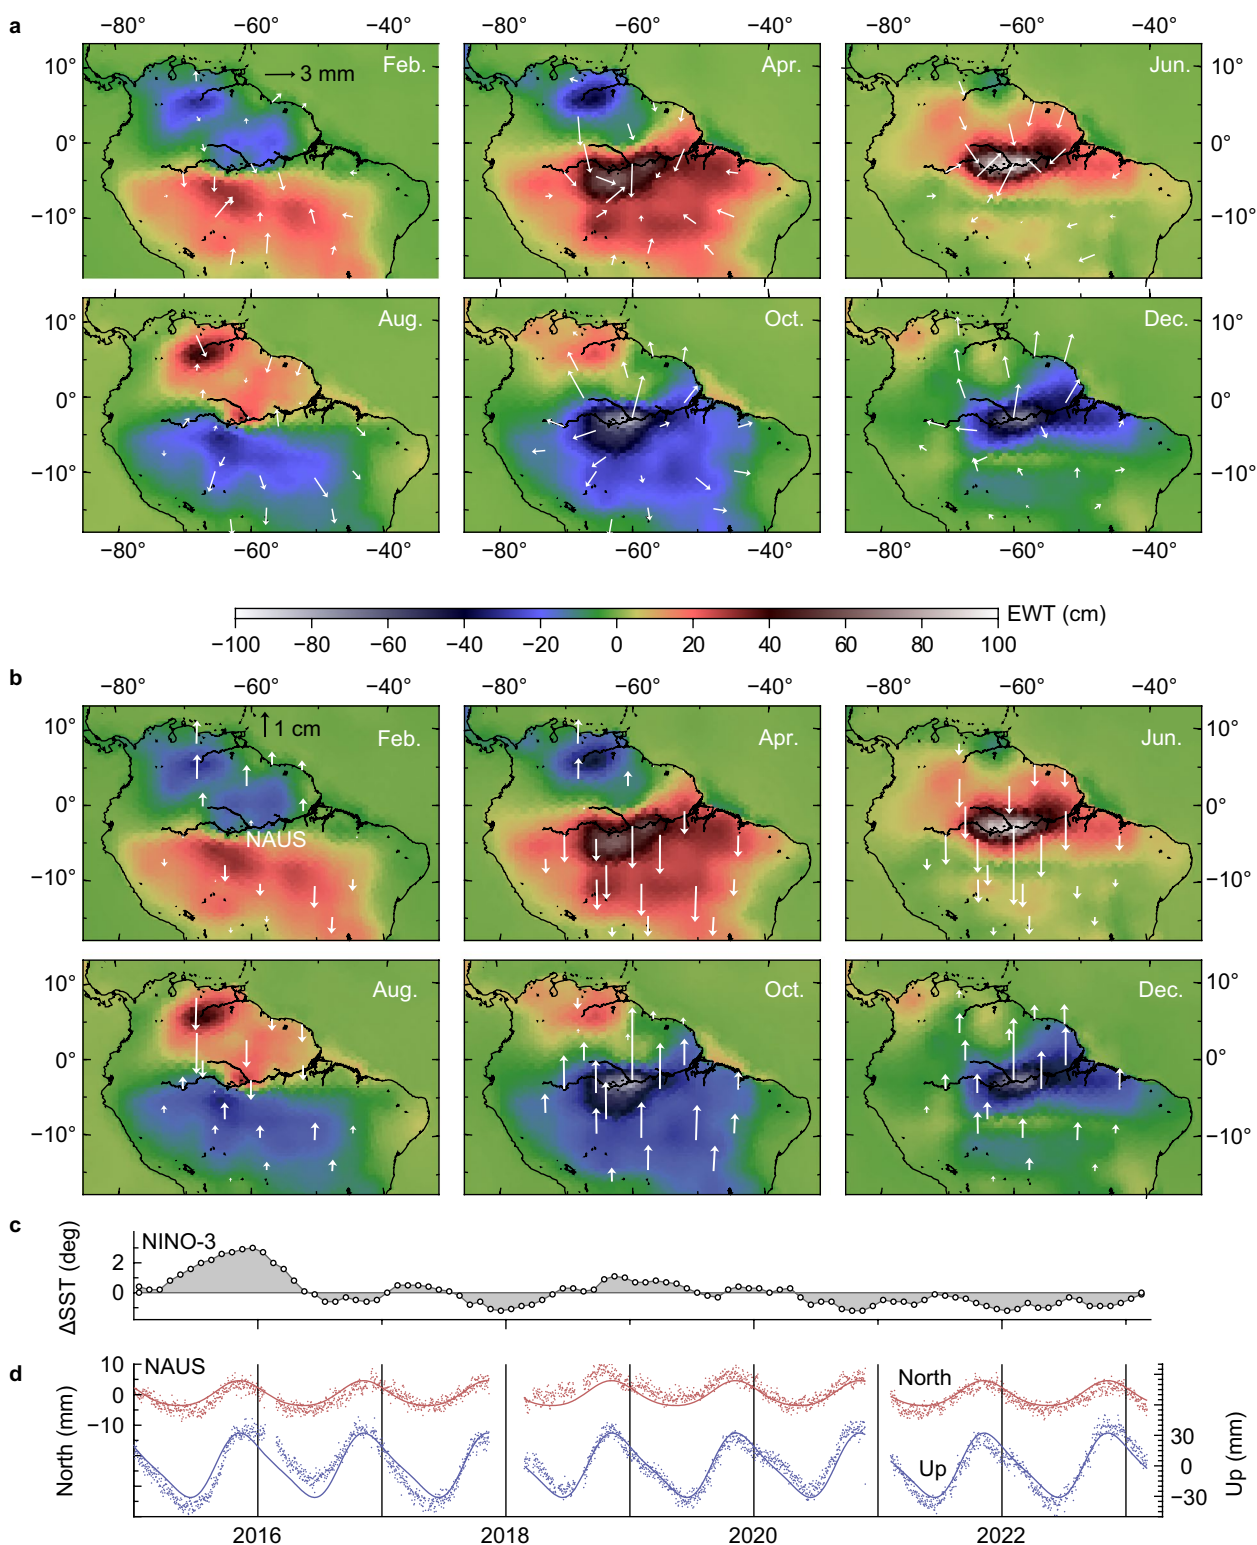 a
−80° −60° −40° −80° −60° −40° −80° −60° −40°
10° 3 mm Feb. Apr. Jun. 10°
0° 0°
−10° −10°
10° Aug. Oct. Dec. 10°
0° 0°
−10° −10°
−80° −60° −40° −80° −60° −40° −80° −60° −40°
EWT (cm)
−100 −80 −60 −40 −20 0 20 40 60 80 100
b
−80° −60° −40° −80° −60° −40° −80° −60° −40°
10° 1 cm Feb. Apr. Jun. 10°
0° 0°
NAUS
−10° −10°
10° Aug. Oct. Dec. 10°
0° 0°
−10° −10°
c
NINO-3
ΔSST (deg)
2
0
d
NAUS
North
Up
North (mm)
10
0
−10
Up (mm)
30
0
−30
2016 2018 2020 2022